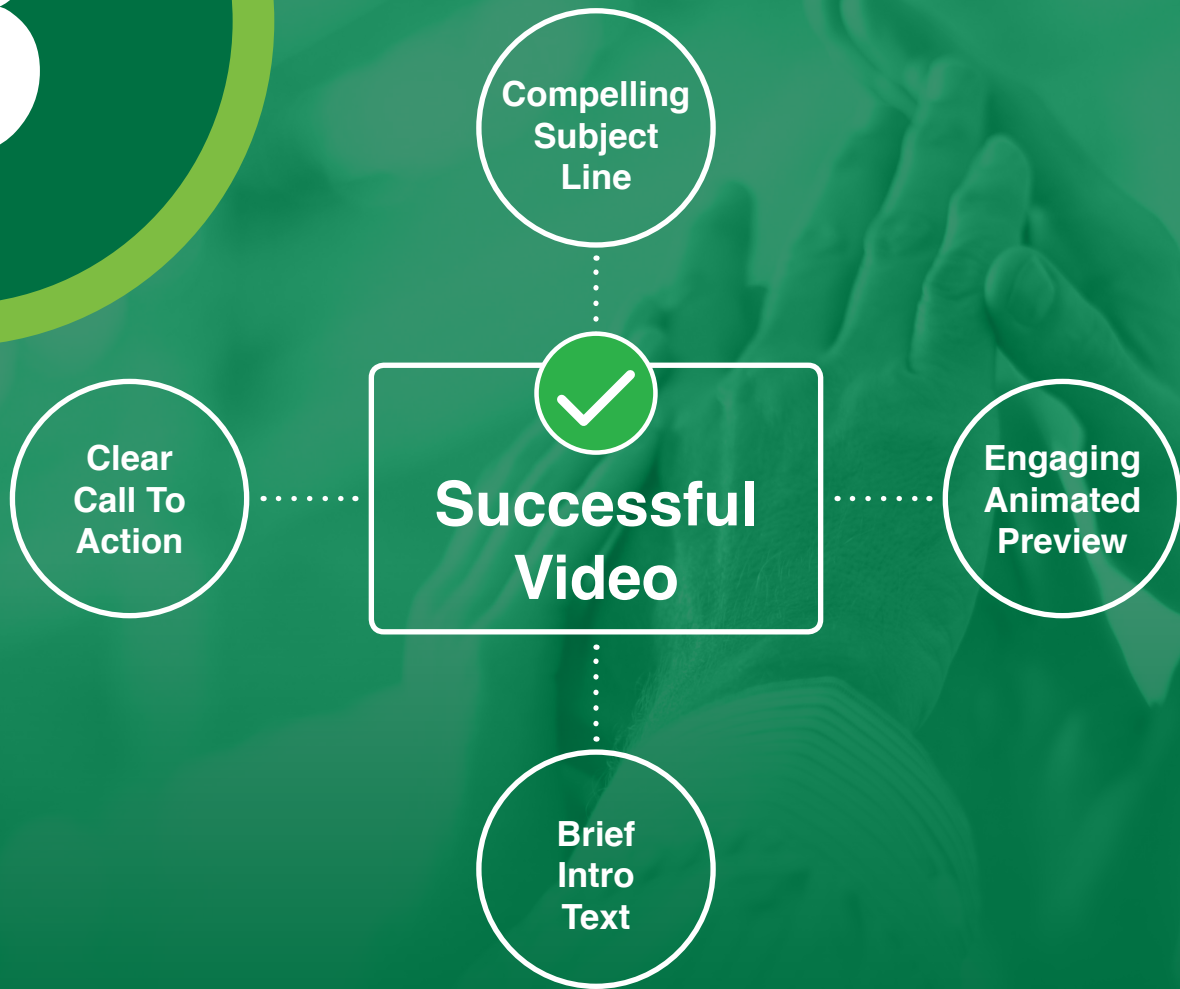 Compelling
Subject
Line
Clear
Call To
Action
Successful
Video
Engaging
Animated
Preview
Brief
Intro
Text